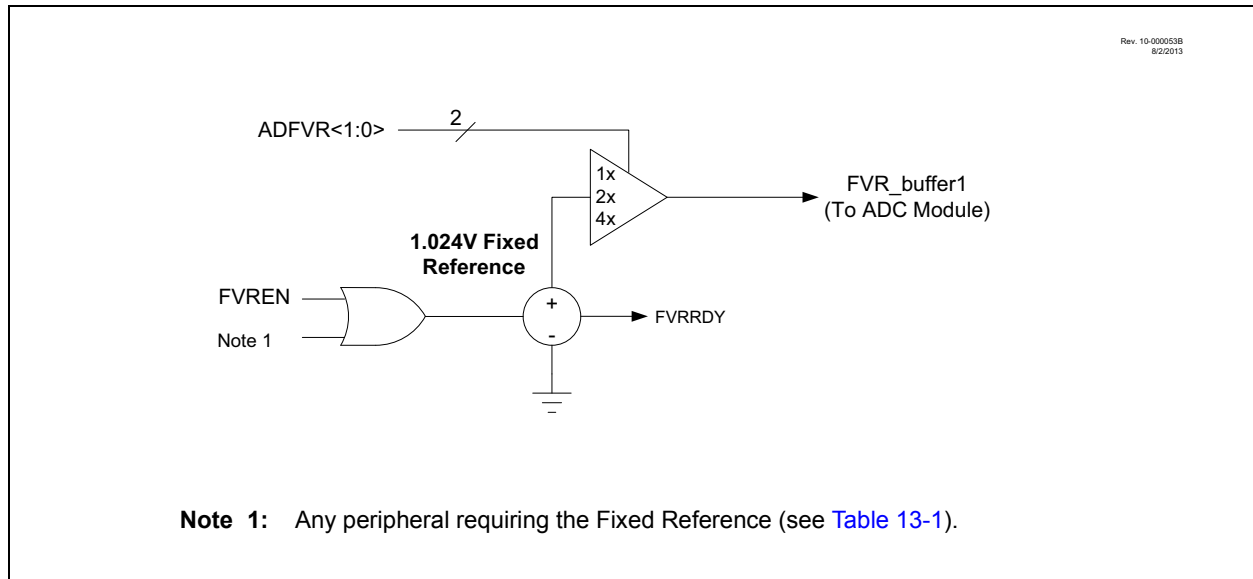 Rev. 10-000053B
8/2/2013
ADFVR<1:0>
2
1x
2x
4x
FVR_buffer1
(To ADC Module)
1.024V Fixed
Reference
FVREN
+
-
FVRRDY
Note 1
Note 1: Any peripheral requiring the Fixed Reference (see Table 13-1).